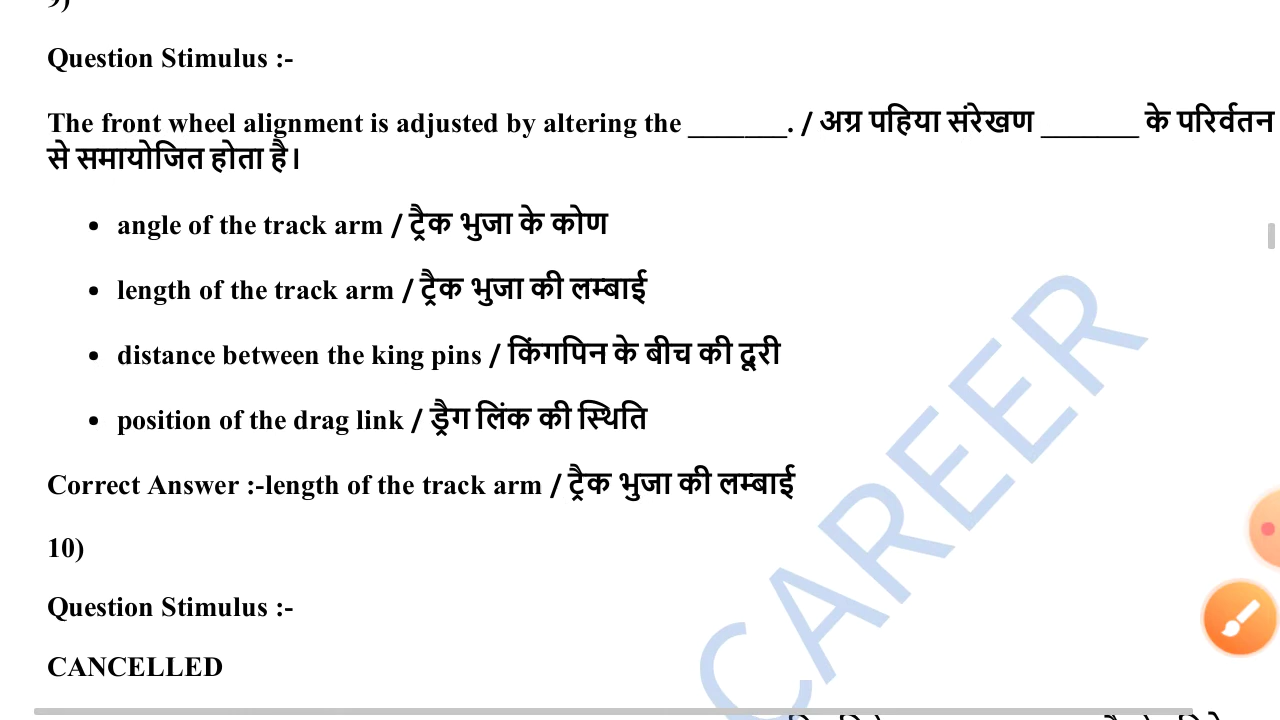 9)
Question Stimulus :-
The front wheel alignment is adjusted by altering the _______. / अग्र पहिया संरेखण _______ के परिर्वतन
से समायोजित होता है।
• angle of the track arm / ट्रैक भुजा के कोण
• length of the track arm / ट्रैक भुजा की लम्बाई
• distance between the king pins / किंगपिन के बीच की दूरी
• position of the drag link / ड्रैग लिंक की स्थिति
Correct Answer :-length of the track arm / ट्रैक भुजा की लम्बाई
10)
Question Stimulus :-
CANCELLED
CAREER